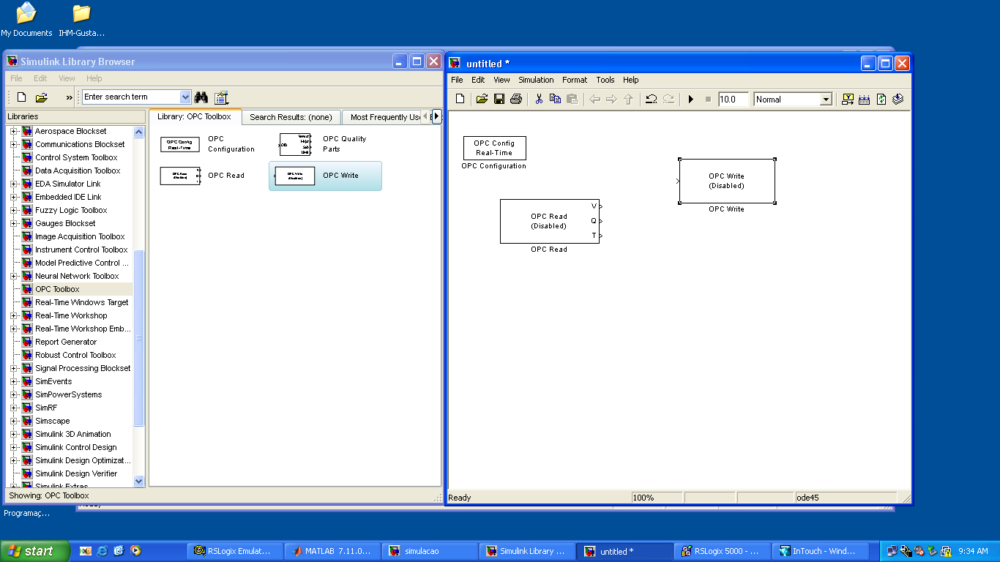 My Documents
IHM-Gusta...
Simulink Library Browser
File Edit View Help
Enter search term
Libraries
Library: OPC Toolbox
Search Results: (none)
Most Frequently Use
Aerospace Blockset
Communications Blockset
Control System Toolbox
Data Acquisition Toolbox
EDA Simulator Link
Embedded IDE Link
Fuzzy Logic Toolbox
Gauges Blockset
Image Acquisition Toolbox
Instrument Control Toolbox
Model Predictive Control ...
Neural Network Toolbox
OPC Toolbox
Real-Time Windows Target
Real-Time Workshop
Real-Time Workshop Emb...
Report Generator
Robust Control Toolbox
Signal Processing Blockset
SimEvents
SimPowerSystems
SimRF
Simscape
Simulink 3D Animation
Simulink Control Design
Simulink Design Optimizat...
Simulink Design Verifier
Simulink Extras
OPC Config
Real-Time
OPC
Configuration
OPC Quality
Parts
OPC Read
(Disabled)
OPC Read
OPC Write
(Disabled)
OPC Write
Showing: OPC Toolbox
untitled *
File Edit View Simulation Format Tools Help
10.0
Normal
OPC Config
Real-Time
OPC Configuration
OPC Write
(Disabled)
OPC Write
OPC Read
(Disabled)
V
Q
T
OPC Read
Ready
100%
ode45
Programaç...
start
RSLogix Emulat...
MATLAB 7.11.0...
simulacao
Simulink Library ...
untitled *
RSLogix 5000 - ...
InTouch - Wind...
9:34 AM